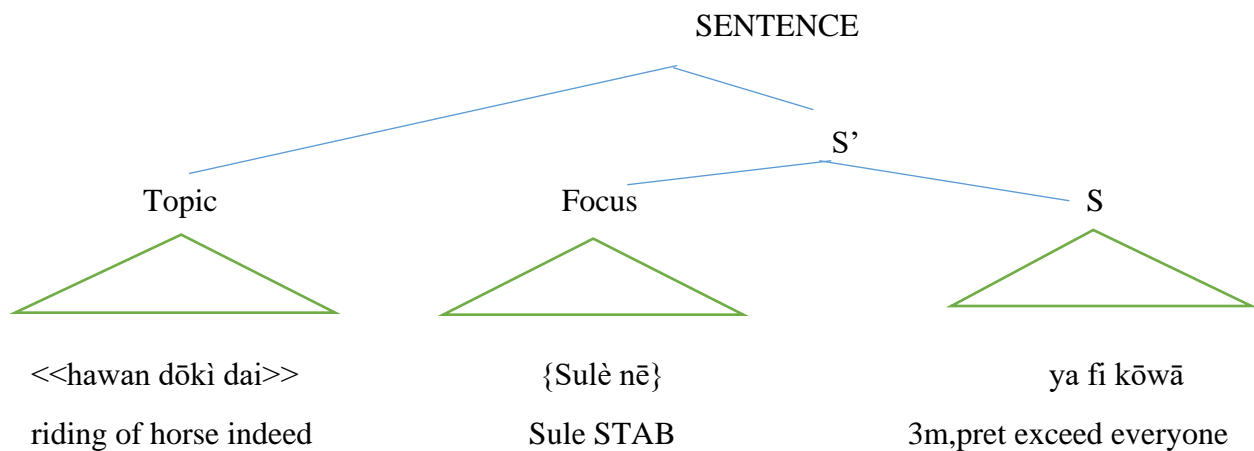 SENTENCE
S’
Topic Focus S
<<hawan dōkì dai>> {Sulè nē} ya fi kōwā
riding of horse indeed Sule STAB 3m,pret exceed everyone